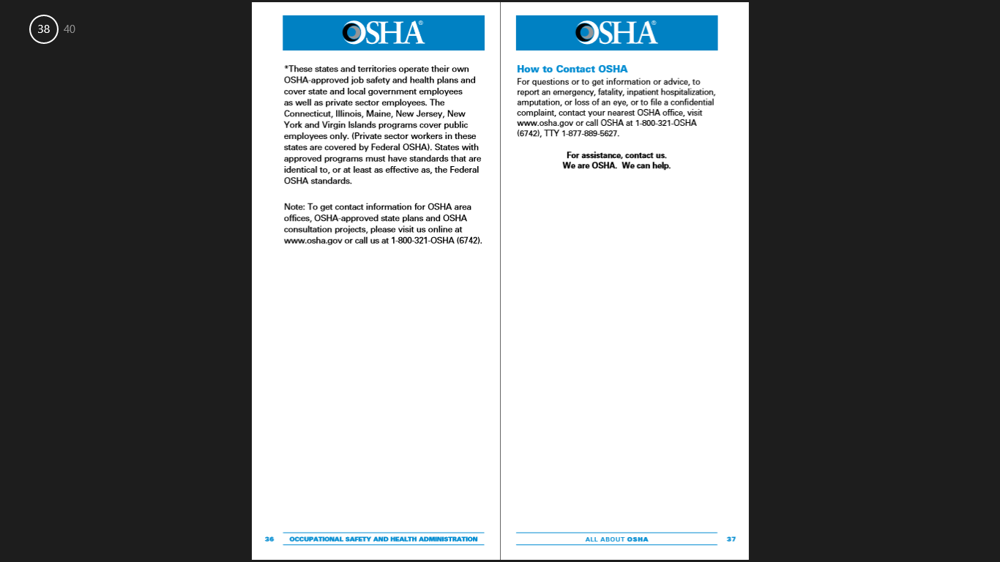 38 40
OSHA®
*These states and territories operate their own
OSHA-approved job safety and health plans and
cover state and local government employees
as well as private sector employees. The
Connecticut, Illinois, Maine, New Jersey, New
York and Virgin Islands programs cover public
employees only. (Private sector workers in these
states are covered by Federal OSHA). States with
approved programs must have standards that are
identical to, or at least as effective as, the Federal
OSHA standards.
Note: To get contact information for OSHA area
offices, OSHA-approved state plans and OSHA
consultation projects, please visit us online at
www.osha.gov or call us at 1-800-321-OSHA (6742).
36 OCCUPATIONAL SAFETY AND HEALTH ADMINISTRATION
OSHA®
How to Contact OSHA
For questions or to get information or advice, to
report an emergency, fatality, inpatient hospitalization,
amputation, or loss of an eye, or to file a confidential
complaint, contact your nearest OSHA office, visit
www.osha.gov or call OSHA at 1-800-321-OSHA
(6742), TTY 1-877-889-5627.
For assistance, contact us.
We are OSHA. We can help.
ALL ABOUT OSHA 37